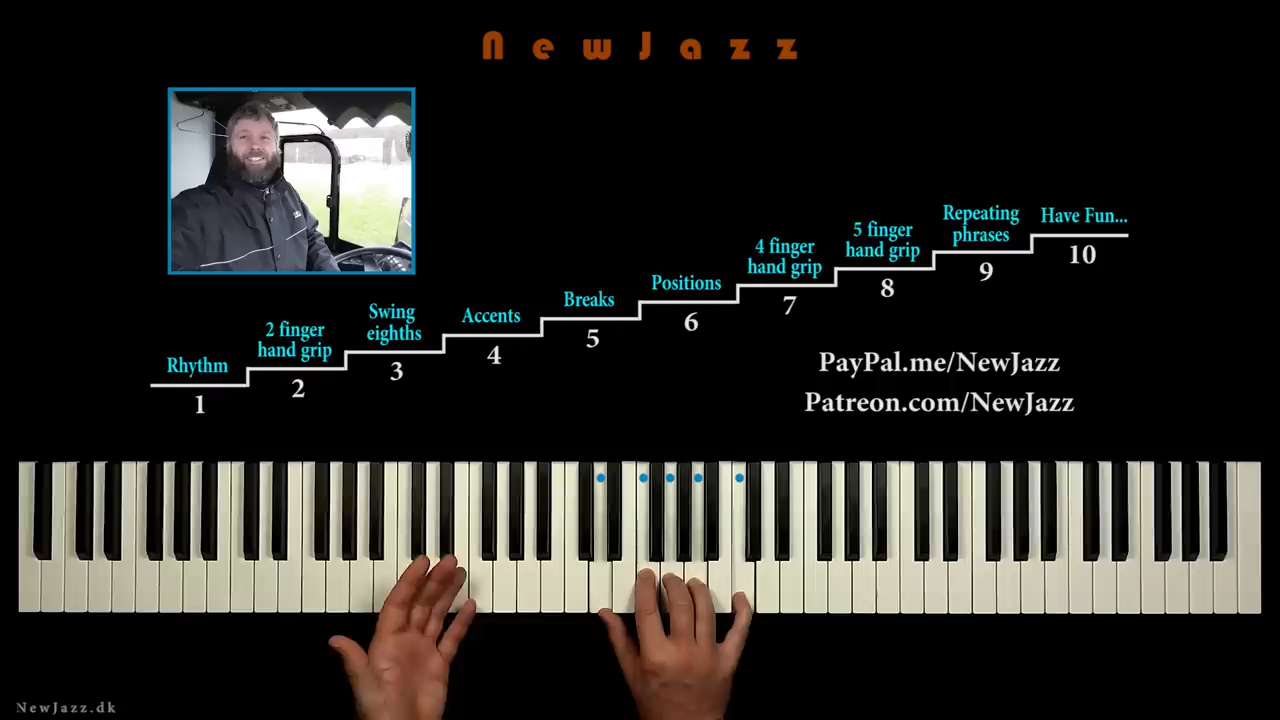 NewJazz
Rhythm
1
2 finger
hand grip
2
Swing
eighths
3
Accents
4
Breaks
5
Positions
6
4 finger
hand grip
7
5 finger
hand grip
8
Repeating
phrases
9
Have Fun...
10
PayPal.me/NewJazz
Patreon.com/NewJazz
NewJazz.dk